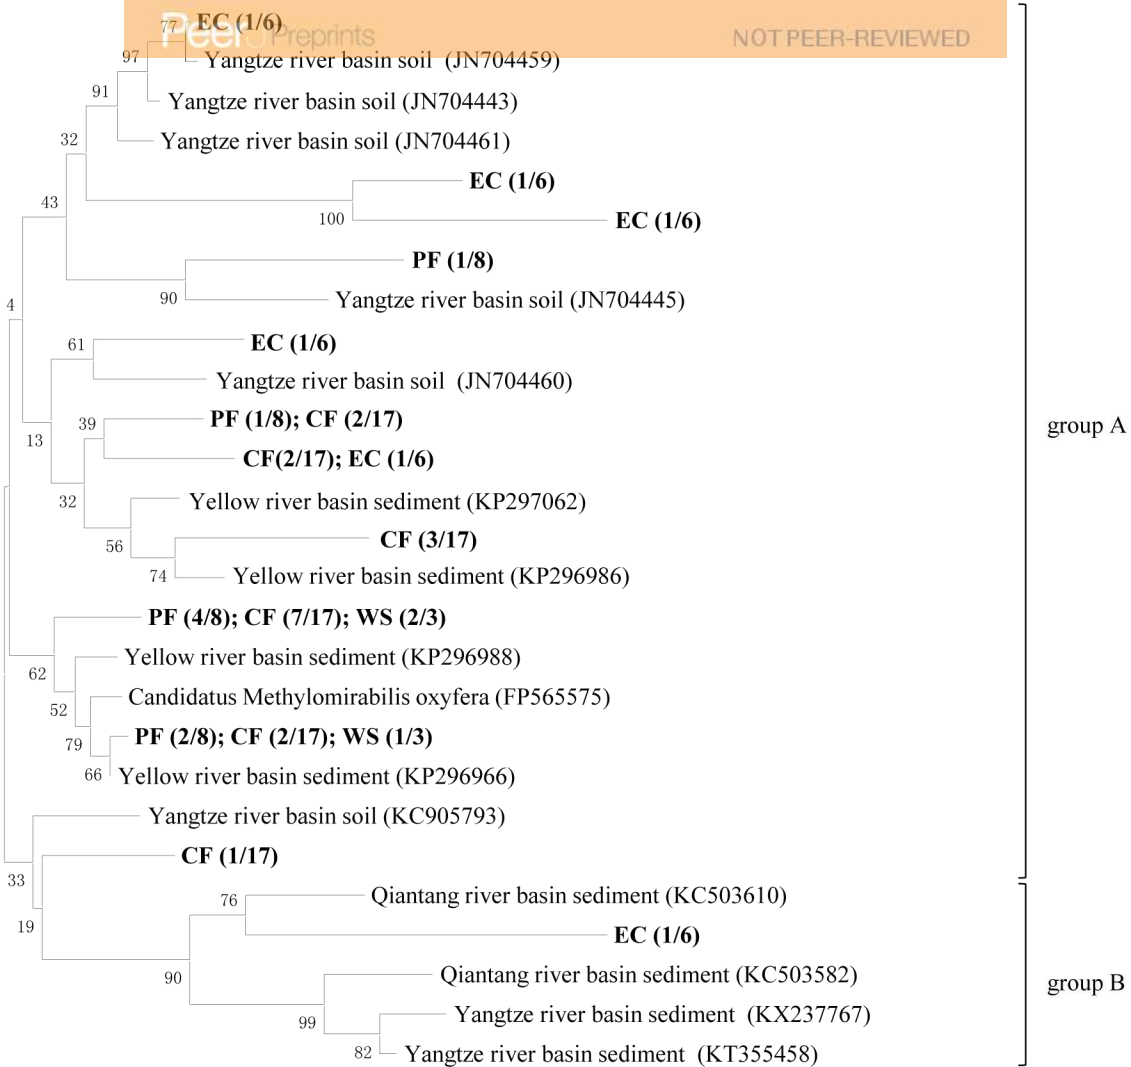 77 EC (1/6)
PeerJ Preprints NOT PEER-REVIEWED
97 Yangtze river basin soil (JN704459)
91 Yangtze river basin soil (JN704443)
32 Yangtze river basin soil (JN704461)
EC (1/6)
43
100 EC (1/6)
PF (1/8)
90 Yangtze river basin soil (JN704445)
4
61 EC (1/6)
Yangtze river basin soil (JN704460)
39 PF (1/8); CF (2/17)
group A
13
CF(2/17); EC (1/6)
32 Yellow river basin sediment (KP297062)
56 CF (3/17)
74 Yellow river basin sediment (KP296986)
PF (4/8); CF (7/17); WS (2/3)
Yellow river basin sediment (KP296988)
62
Candidatus Methylomirabilis oxyfera (FP565575)
52
79 PF (2/8); CF (2/17); WS (1/3)
66 Yellow river basin sediment (KP296966)
Yangtze river basin soil (KC905793)
CF (1/17)
33
76 Qiantang river basin sediment (KC503610)
19 EC (1/6)
90 Qiantang river basin sediment (KC503582)
group B
99 Yangtze river basin sediment (KX237767)
82 Yangtze river basin sediment (KT355458)